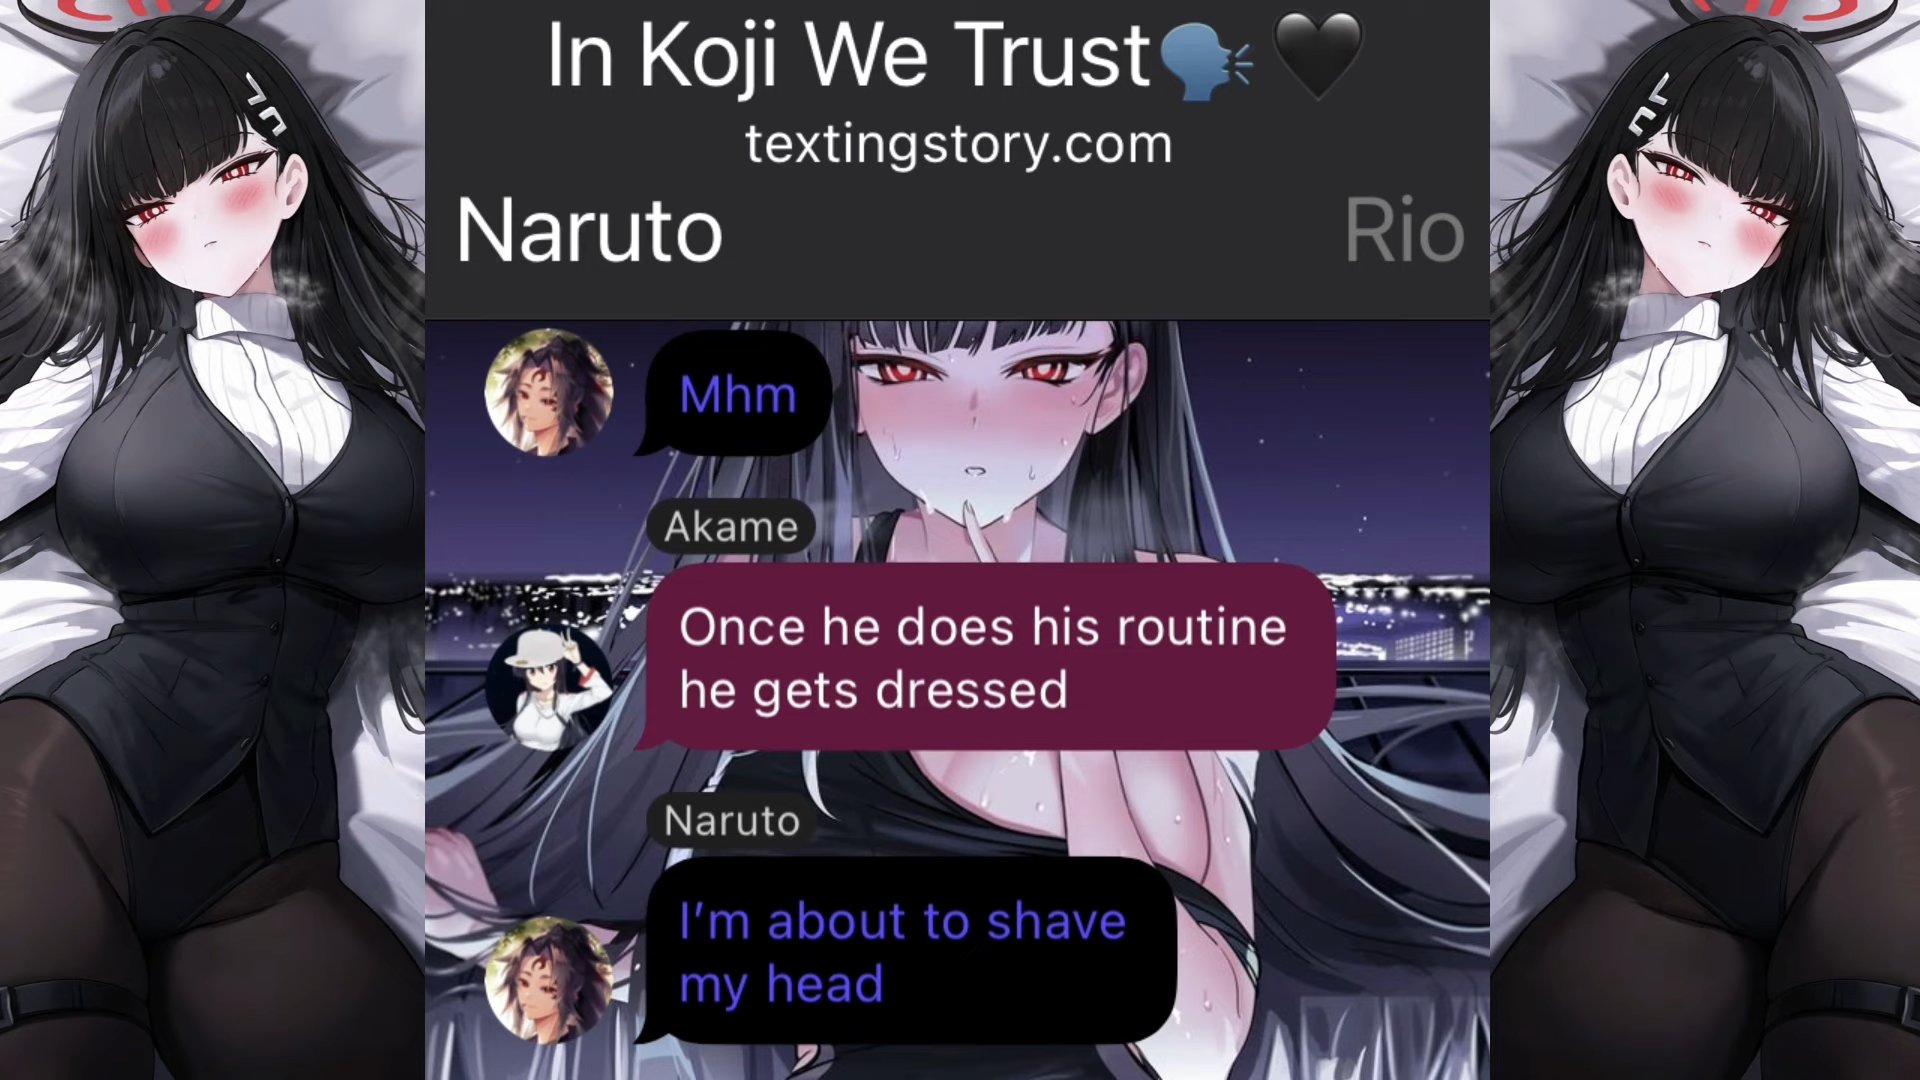 In Koji We Trust🗣️🖤
textingstory.com
Naruto
Rio
Mhm
Akame
Once he does his routine
he gets dressed
Naruto
I’m about to shave
my head